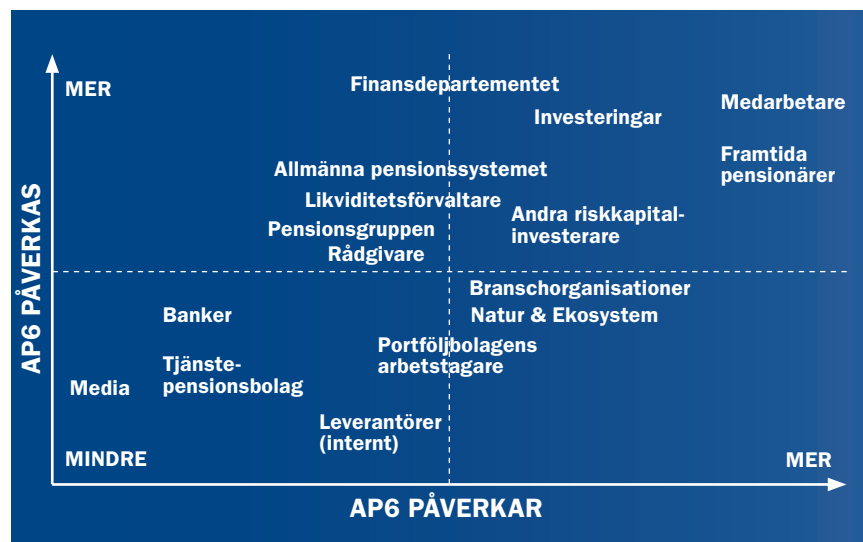 MER
Finansdepartementet
Medarbetare
Investeringar
Framtida
pensionärer
Allmänna pensionssystemet
Likviditetsförvaltare
Andra riskkapital-
investerare
Pensionsgruppen
Rådgivare
AP6 PÅVERKAS
Branschorganisationer
Banker
Natur & Ekosystem
Portföljbolagens
arbetstagare
Tjänste-
pensionsbolag
Media
Leverantörer
(internt)
MINDRE
MER
AP6 PÅVERKAR